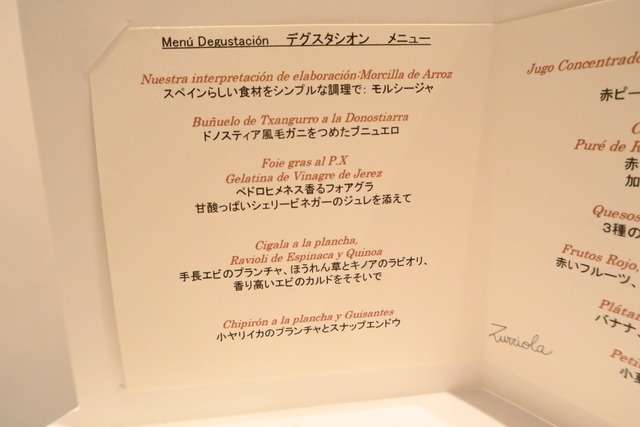 Menú Degustación デグスタシオン メニュー
Nuestra interpretación de elaboración:Morcilla de Arroz
スペインらしい食材をシンプルな調理で: モルシージャ
Buñuelo de Txangurro a la Donostiarra
ドノスティア風毛ガニをつめたブニュエロ
Foie gras al P.X
Gelatina de Vinagre de Jerez
ペドロヒメネス香るフォアグラ
甘酸っぱいシェリービネガーのジュレを添えて
Cigala a la plancha,
Ravioli de Espinaca y Quinoa
手長エビのプランチャ、ほうれん草とキノアのラビオリ、
香り高いエビのカルドをそそいで
Chipirón a la plancha y Guisantes
小ヤリイカのプランチャとスナップエンドウ
Jugo Concentrado
赤ピー
Puré de
赤
加
Quesos
3種の
Frutos Rojo,
赤いフルーツ、
Plátan
バナナ
Petit
小菓
Zurriola